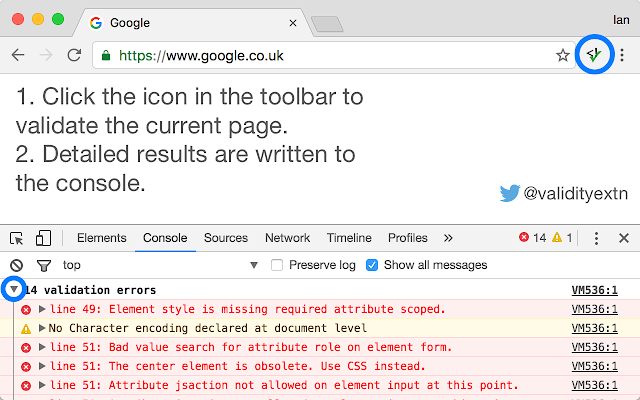 Google
Ian
https://www.google.co.uk
1. Click the icon in the toolbar to
validate the current page.
2. Detailed results are written to
the console.
@validityextn
Elements Console Sources Network Timeline Profiles » 14 1
top Preserve log Show all messages
14 validation errors VM536:1
line 49: Element style is missing required attribute scoped. VM536:1
No Character encoding declared at document level VM536:1
line 51: Bad value search for attribute role on element form. VM536:1
line 51: The center element is obsolete. Use CSS instead. VM536:1
line 51: Attribute jsaction not allowed on element input at this point. VM536:1